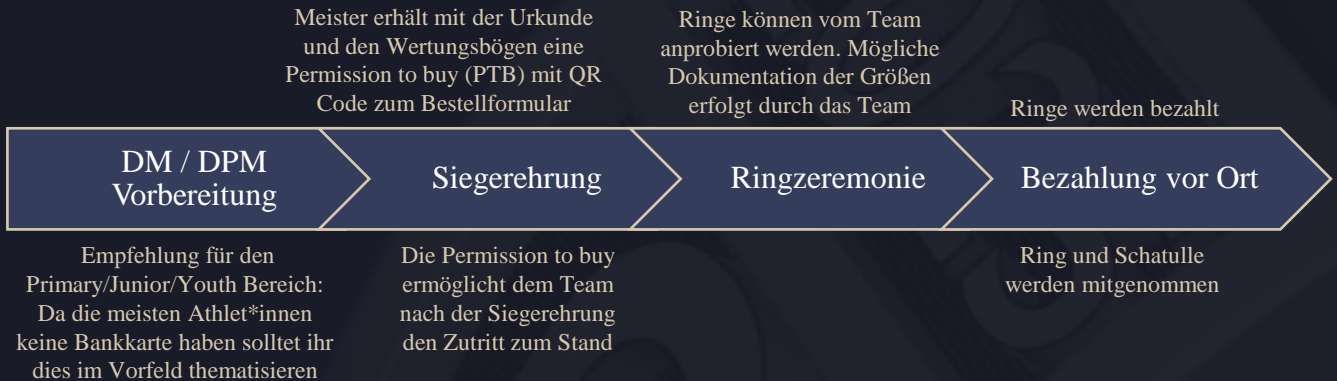 Meister erhält mit der Urkunde
und den Wertungsbögen eine
Permission to buy (PTB) mit QR
Code zum Bestellformular
Ringe können vom Team
anprobiert werden. Mögliche
Dokumentation der Größen
erfolgt durch das Team
Ringe werden bezahlt
DM / DPM
Vorbereitung
Siegerehrung
Ringzeremonie
Bezahlung vor Ort
Empfehlung für den
Primary/Junior/Youth Bereich:
Da die meisten Athlet*innen
keine Bankkarte haben solltet ihr
dies im Vorfeld thematisieren
Die Permission to buy
ermöglicht dem Team
nach der Siegerehrung
den Zutritt zum Stand
Ring und Schatulle
werden mitgenommen